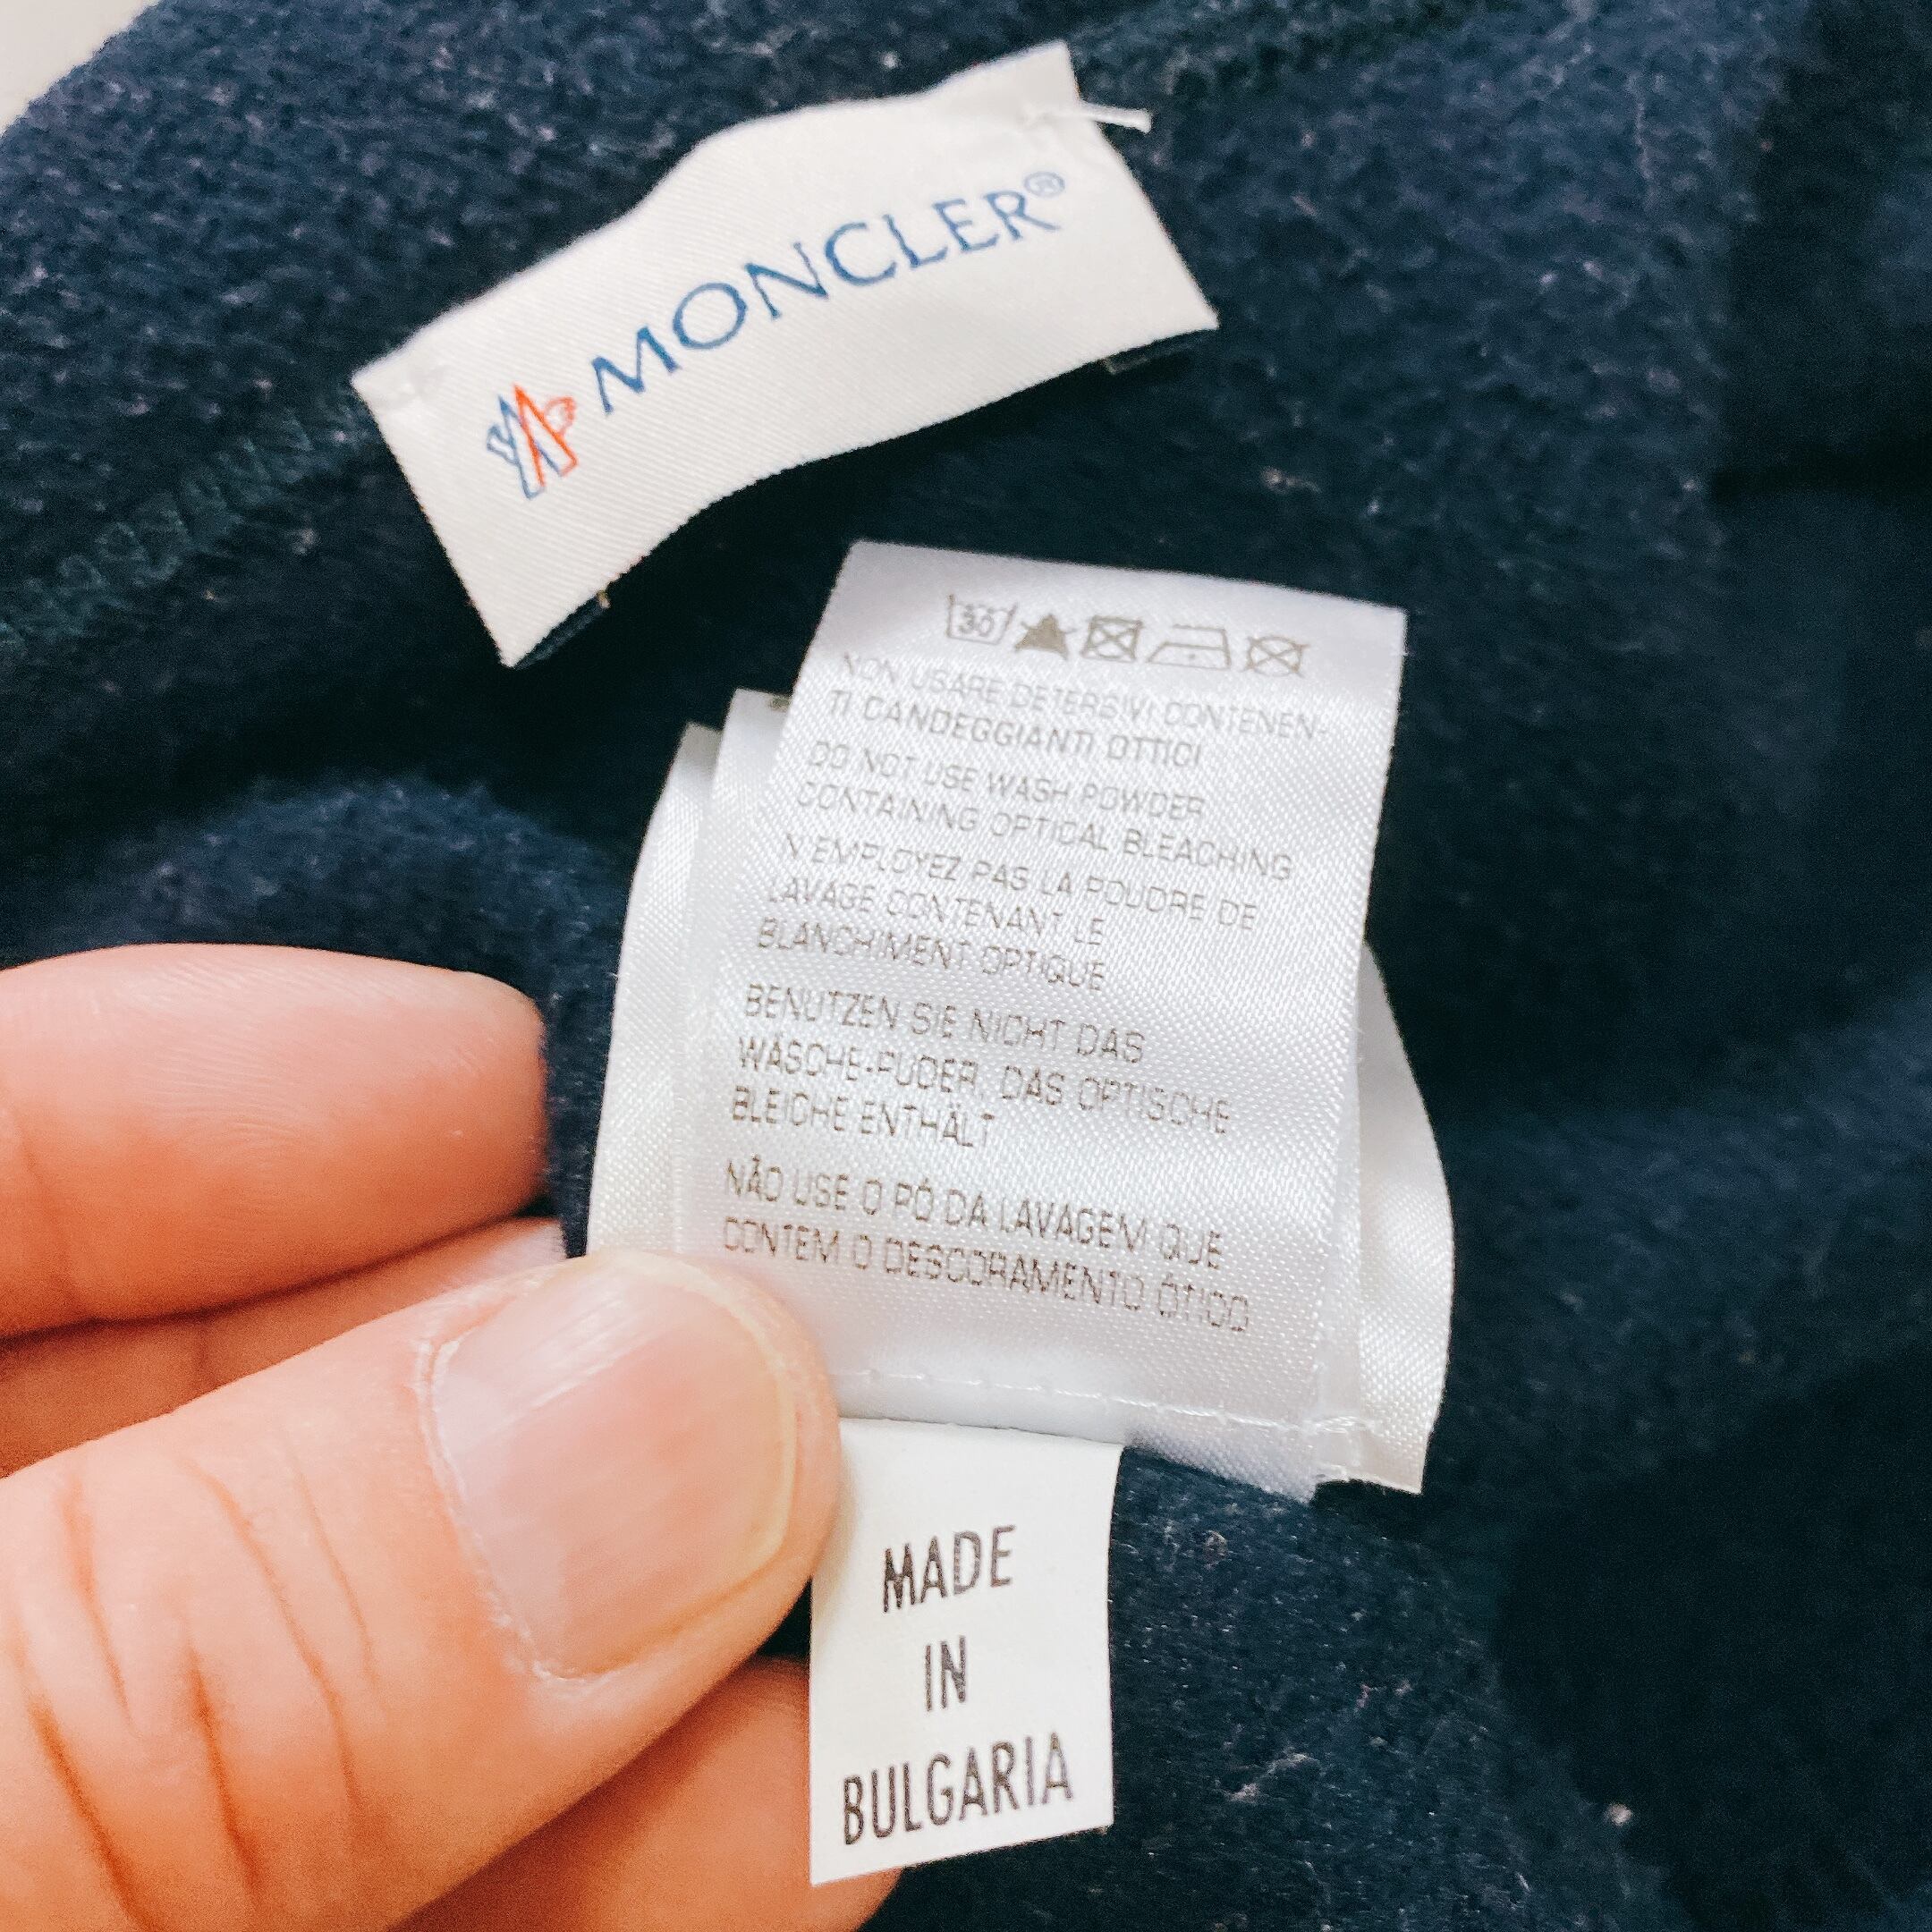 MONCLER®
30
NON USARE DETERSIVI CONTENEN-
TI CANDEGGIANTI OTTICI
DO NOT USE WASH POWDER
CONTAINING OPTICAL BLEACHING
N'EMPLOYEZ PAS LA POUDRE DE
LAVAGE CONTENANT LE
BLANCHIMENT OPTIQUE
BENUTZEN SIE NICHT DAS
WÄSCHE-PUDER, DAS OPTISCHE
BLEICHE ENTHÄLT
NÃO USE O PÓ DA LAVAGEM QUE
CONTEM O DESCORAMENTO ÓTICO
MADE
IN
BULGARIA